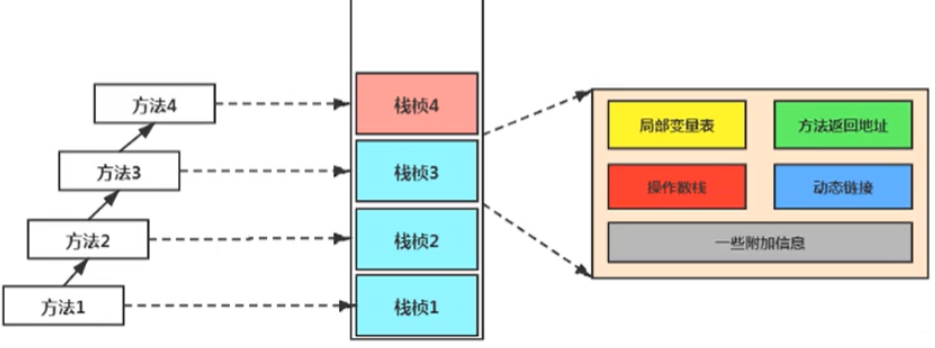 方法4
方法3
方法2
方法1
栈桢4
栈桢3
栈桢2
栈桢1
局部变量表
方法返回地址
操作数栈
动态链接
一些附加信息